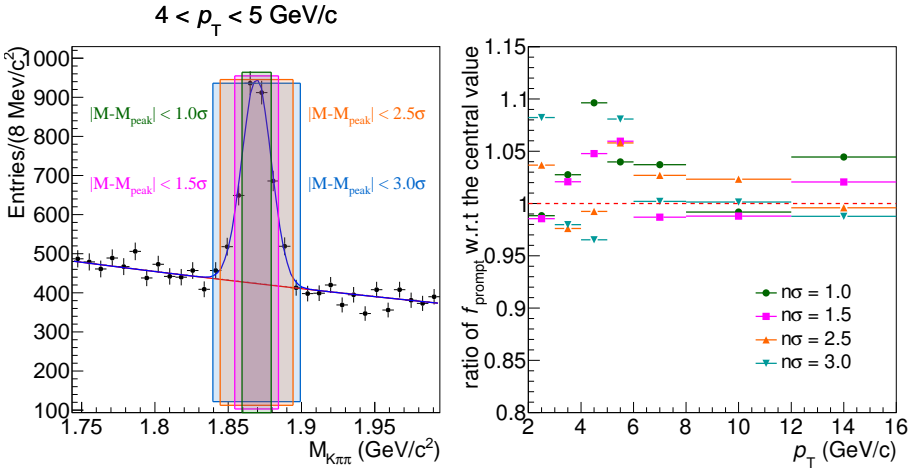 4 < p_T < 5 GeV/c
Entries/(8 Mev/c²)
1000
900
800
700
600
500
400
300
200
100
|M-M_peak| < 1.0σ
|M-M_peak| < 2.5σ
|M-M_peak| < 1.5σ
|M-M_peak| < 3.0σ
1.75 1.8 1.85 1.9 1.95
M_Kππ (GeV/c²)
ratio of f_prompt w.r.t the central value
1.15
1.1
1.05
1
0.95
0.9
0.85
0.8
nσ = 1.0
nσ = 1.5
nσ = 2.5
nσ = 3.0
2 4 6 8 10 12 14 16
p_T (GeV/c)